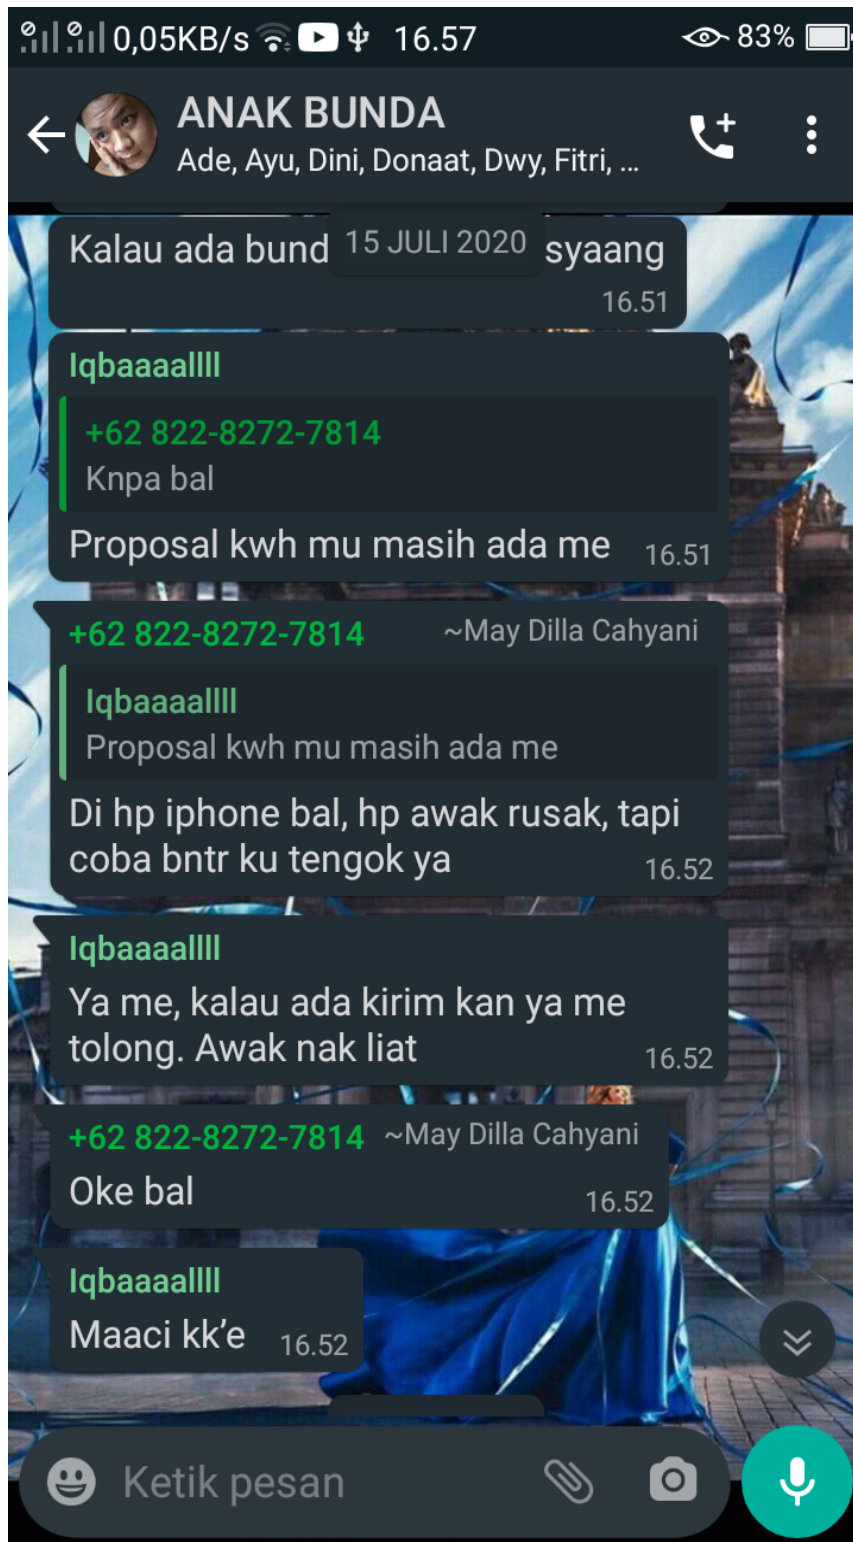 0,05KB/s 16.57 83%
ANAK BUNDA
Ade, Ayu, Dini, Donaat, Dwy, Fitri, ...
15 JULI 2020
Kalau ada bund syaang
16.51
Iqbaaaallll
+62 822-8272-7814
Knpa bal
Proposal kwh mu masih ada me 16.51
+62 822-8272-7814 ~May Dilla Cahyani
Iqbaaaallll
Proposal kwh mu masih ada me
Di hp iphone bal, hp awak rusak, tapi
coba bntr ku tengok ya 16.52
Iqbaaaallll
Ya me, kalau ada kirim kan ya me
tolong. Awak nak liat 16.52
+62 822-8272-7814 ~May Dilla Cahyani
Oke bal 16.52
Iqbaaaallll
Maaci kk’e 16.52
Ketik pesan